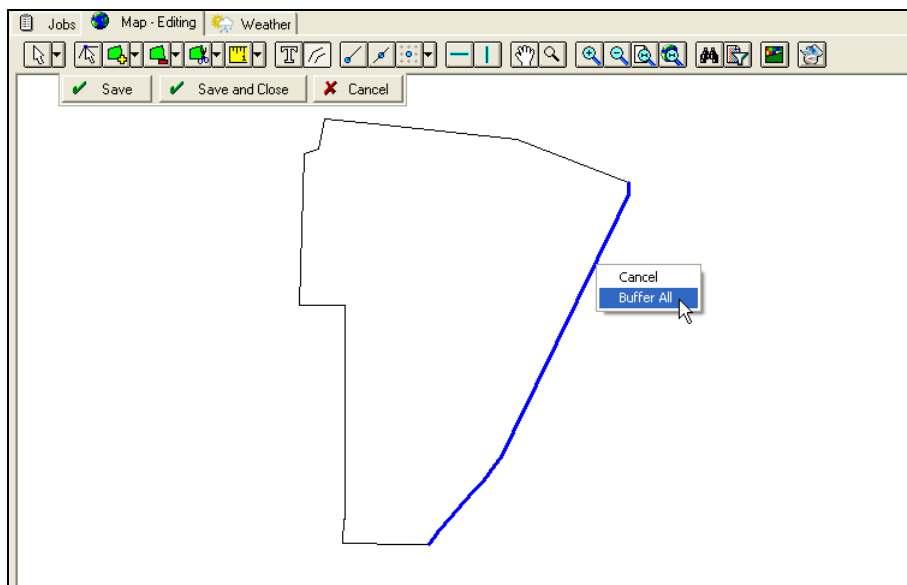 Jobs Map - Editing Weather
T
Save Save and Close Cancel
Cancel
Buffer All